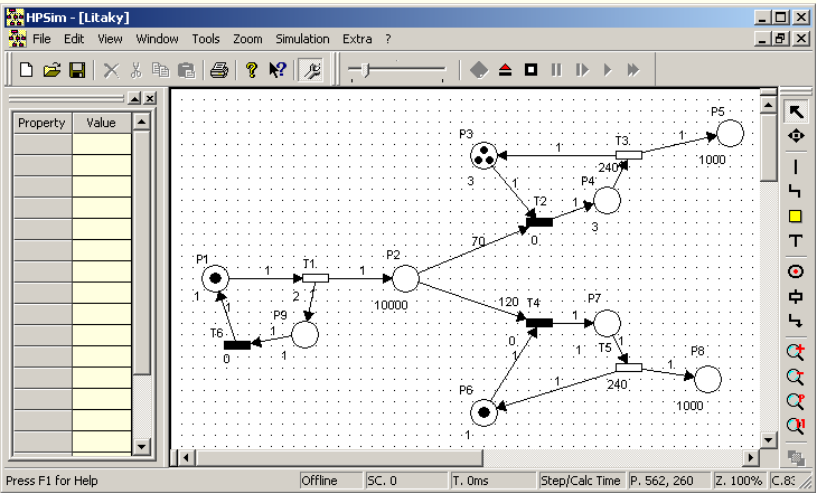 HPSim - [Litaky]
File Edit View Window Tools Zoom Simulation Extra ?
Property Value
P5
P3
T3.
1
1
240
1000
3
1
P4
T2
1
70
0
3
P1
T1.
P2
1
1
1
2
1
10000
120
T4
P7
P9
1
T6
1
0
1
0
1
1
1
T5
1
P8
1
1
240
1000
P6
1
T
Press F1 for Help
Offline
SC. 0
T. 0ms
Step/Calc Time
P. 562, 260
Z. 100%